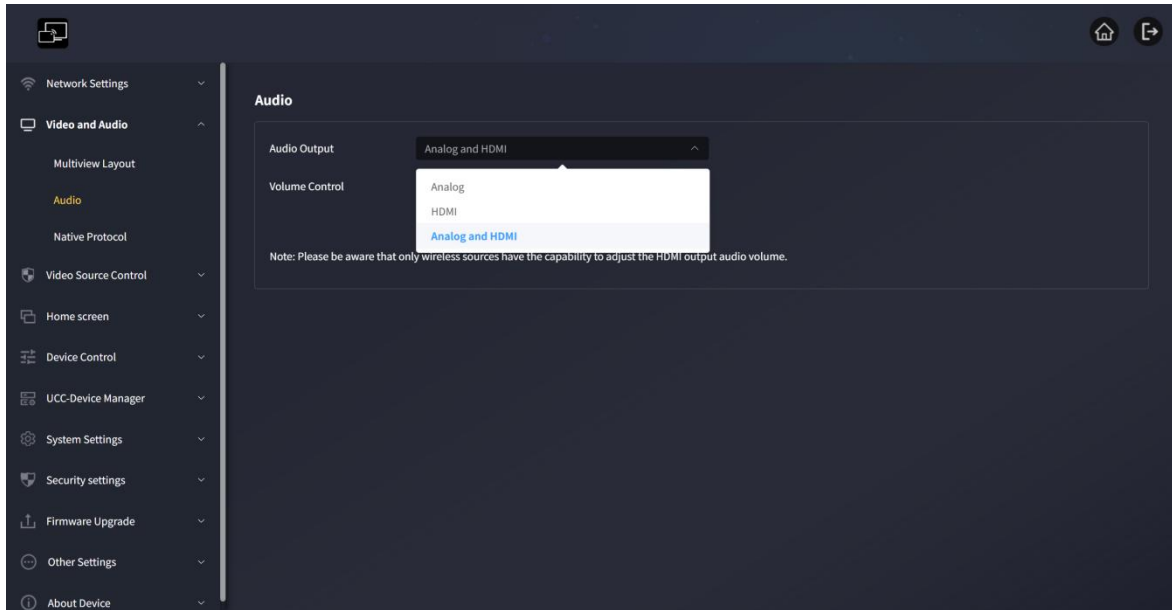 Network Settings
Video and Audio
Multiview Layout
Audio
Native Protocol
Video Source Control
Home screen
Device Control
UCC-Device Manager
System Settings
Security settings
Firmware Upgrade
Other Settings
About Device
Audio
Audio Output Analog and HDMI
Volume Control
Analog
HDMI
Analog and HDMI
Note: Please be aware that only wireless sources have the capability to adjust the HDMI output audio volume.